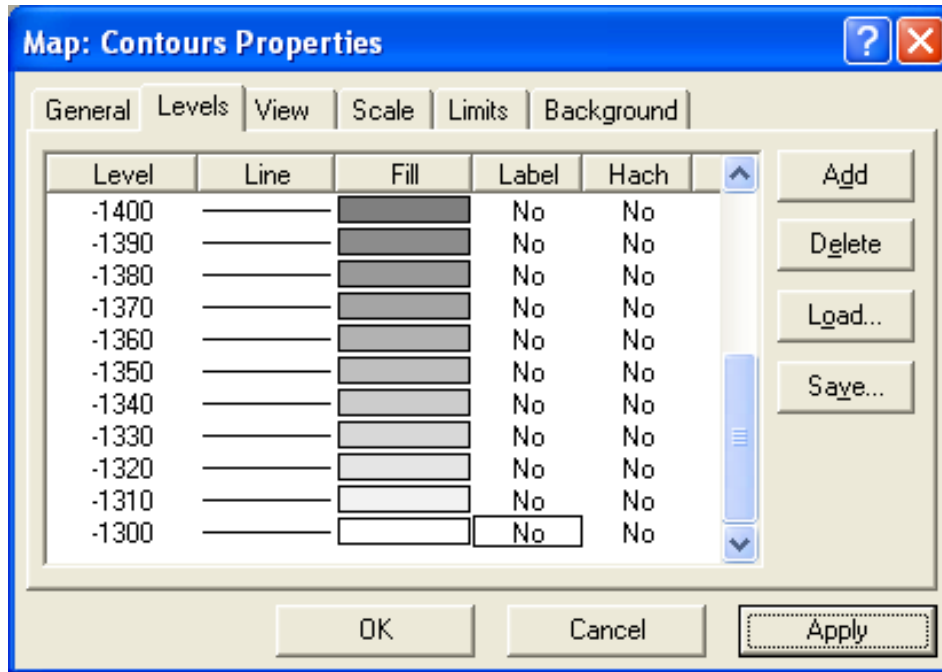 Map: Contours Properties
General Levels View Scale Limits Background
Level Line Fill Label Hach
-1400 No No
-1390 No No
-1380 No No
-1370 No No
-1360 No No
-1350 No No
-1340 No No
-1330 No No
-1320 No No
-1310 No No
-1300 No No
Add
Delete
Load...
Save...
OK Cancel Apply